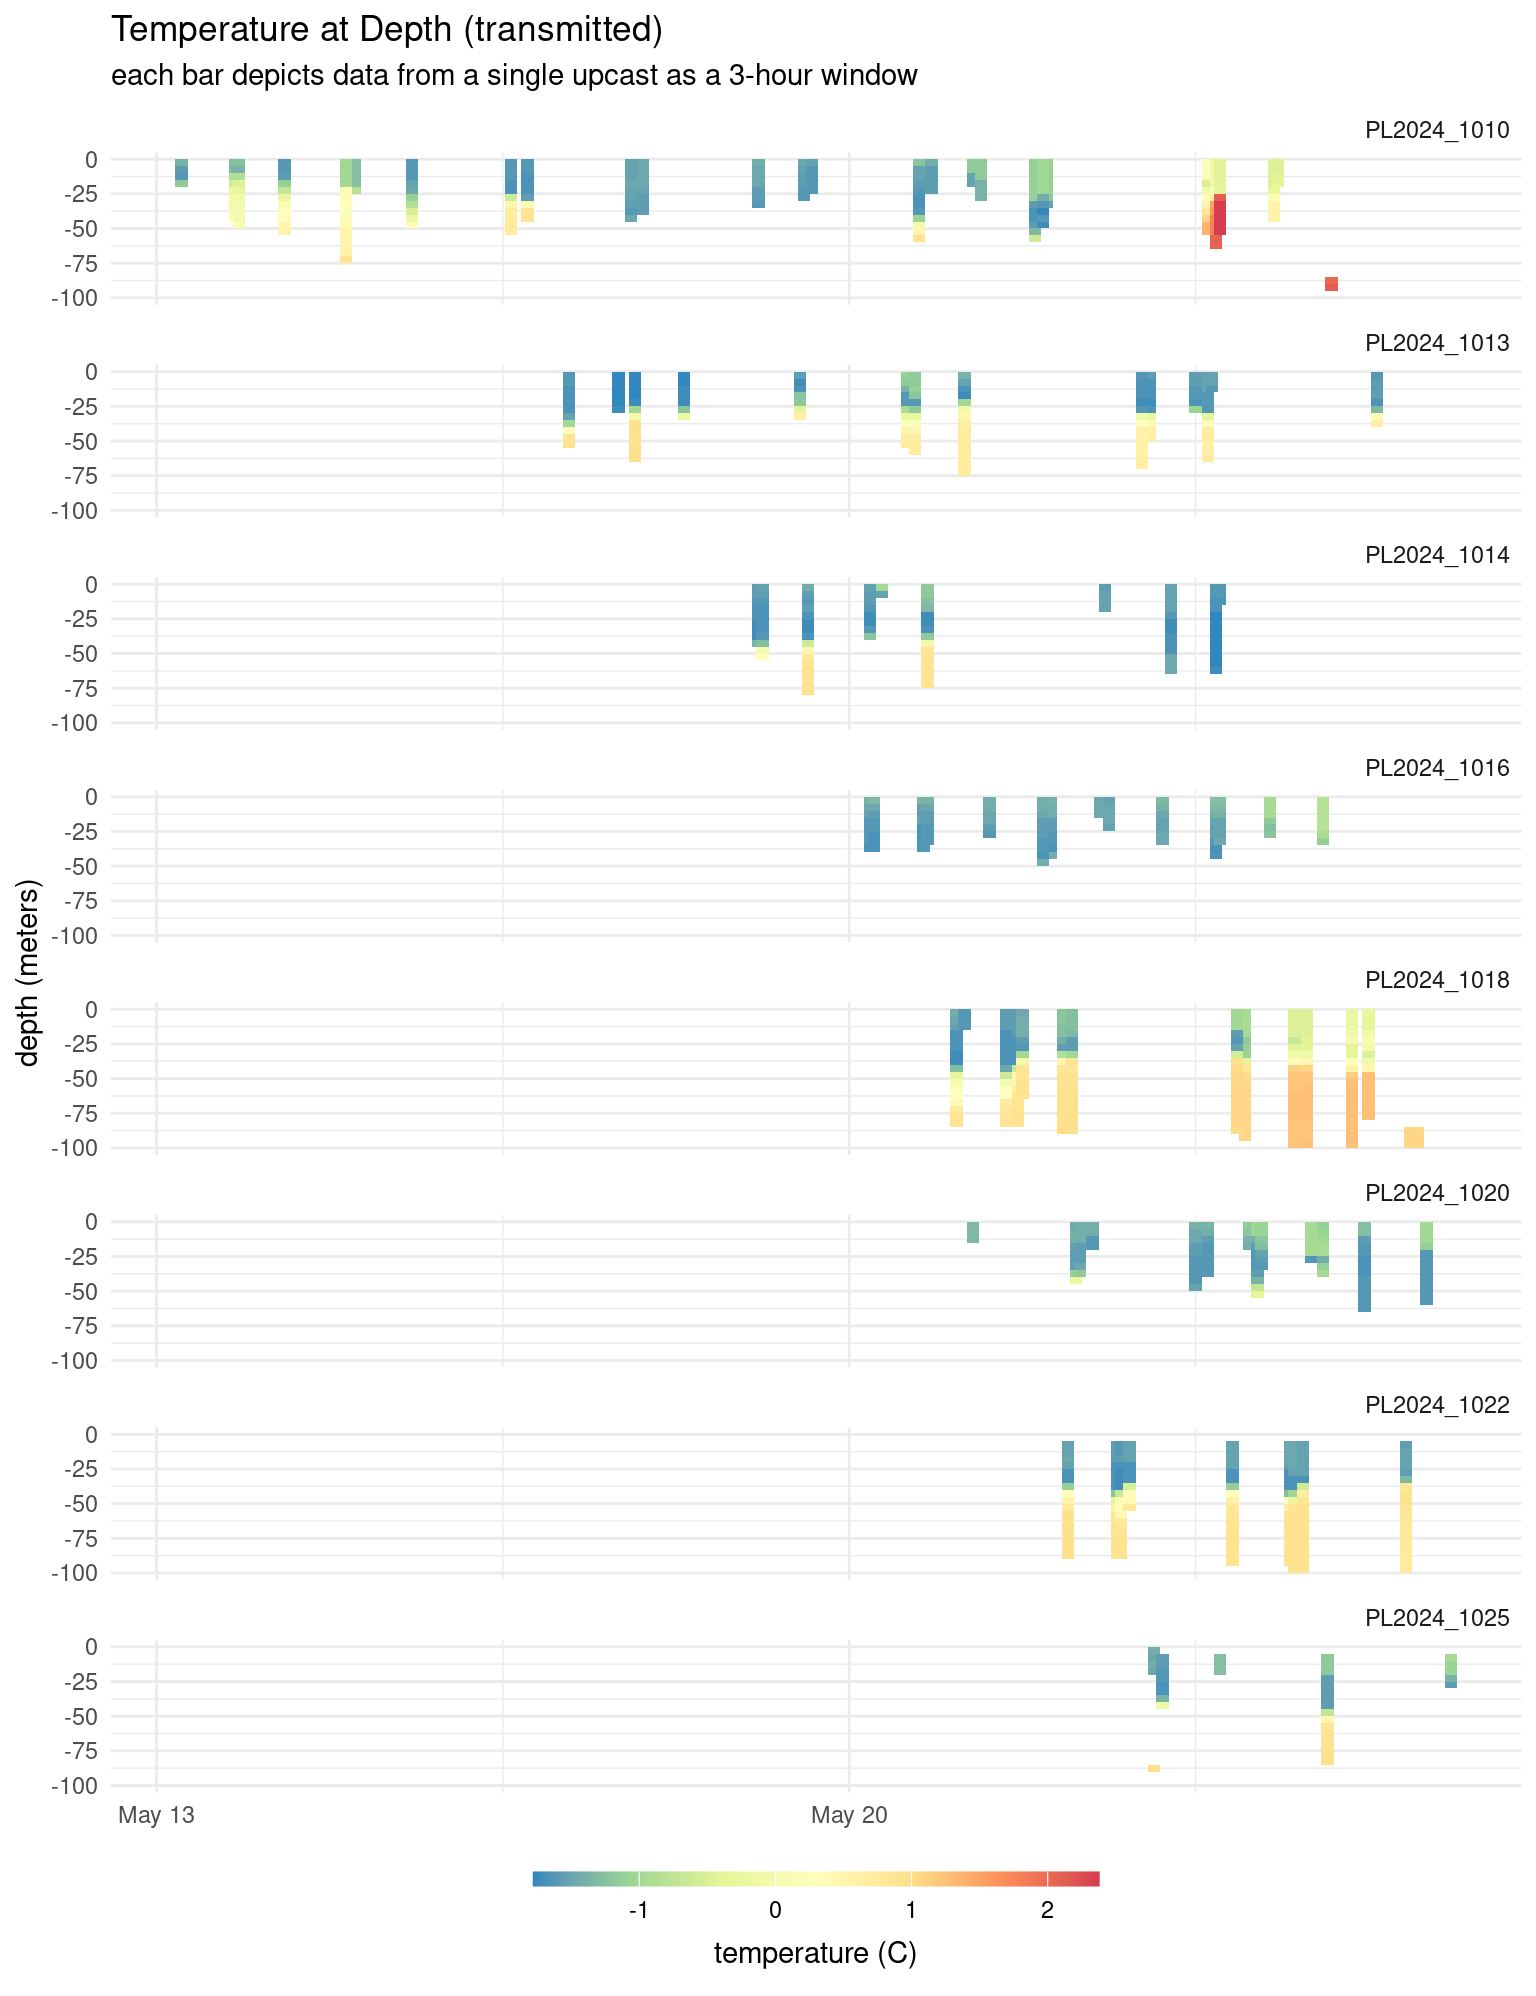 Temperature at Depth (transmitted)
each bar depicts data from a single upcast as a 3-hour window
PL2024_1010
0
-25
-50
-75
-100
PL2024_1013
0
-25
-50
-75
-100
PL2024_1014
0
-25
-50
-75
-100
PL2024_1016
0
-25
-50
-75
-100
depth (meters)
PL2024_1018
0
-25
-50
-75
-100
PL2024_1020
0
-25
-50
-75
-100
PL2024_1022
0
-25
-50
-75
-100
PL2024_1025
0
-25
-50
-75
-100
May 13 May 20
-1 0 1 2
temperature (C)